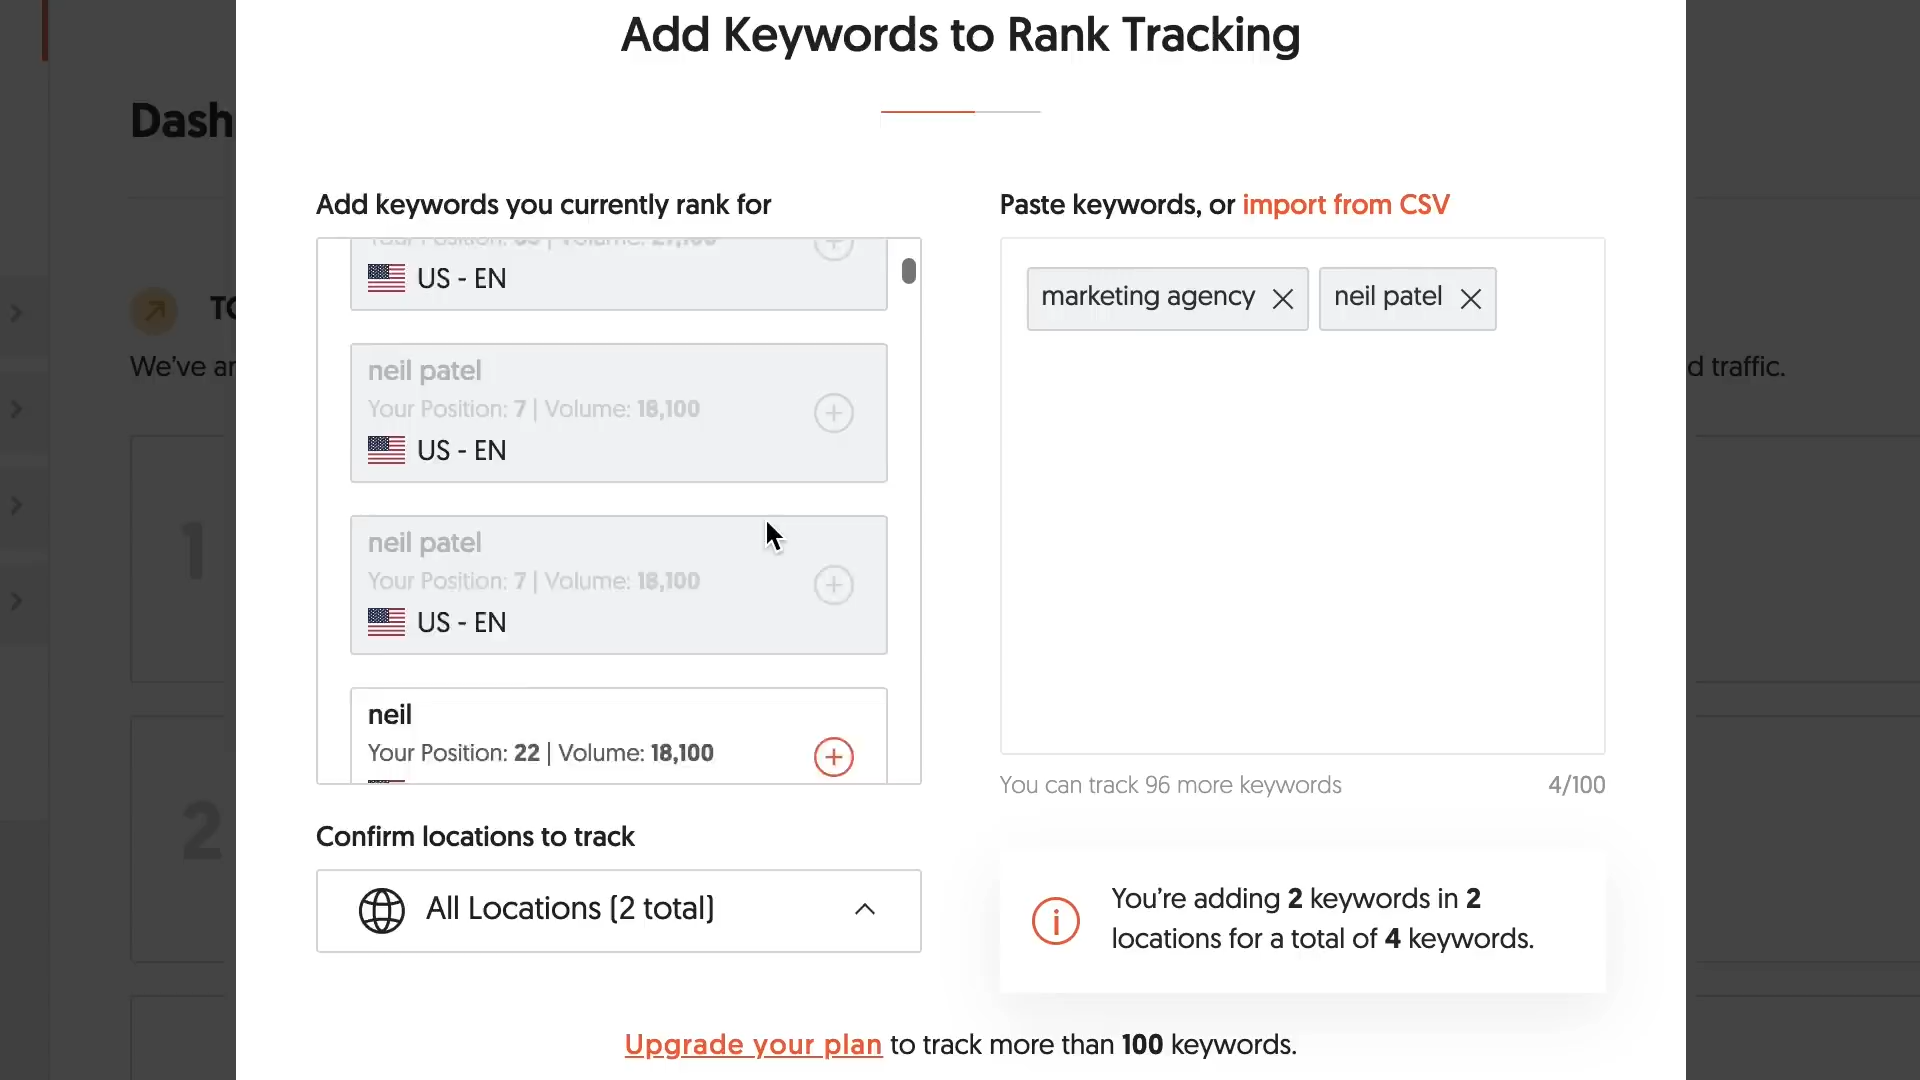 Add Keywords to Rank Tracking
Dash
Add keywords you currently rank for
Paste keywords, or import from CSV
US - EN
neil patel
Your Position: 7 | Volume: 18,100
US - EN
neil patel
Your Position: 7 | Volume: 18,100
US - EN
neil
Your Position: 22 | Volume: 18,100
marketing agency
neil patel
You can track 96 more keywords
4/100
Confirm locations to track
All Locations (2 total)
You're adding 2 keywords in 2
locations for a total of 4 keywords.
Upgrade your plan to track more than 100 keywords.
We've
d traffic.
1
2